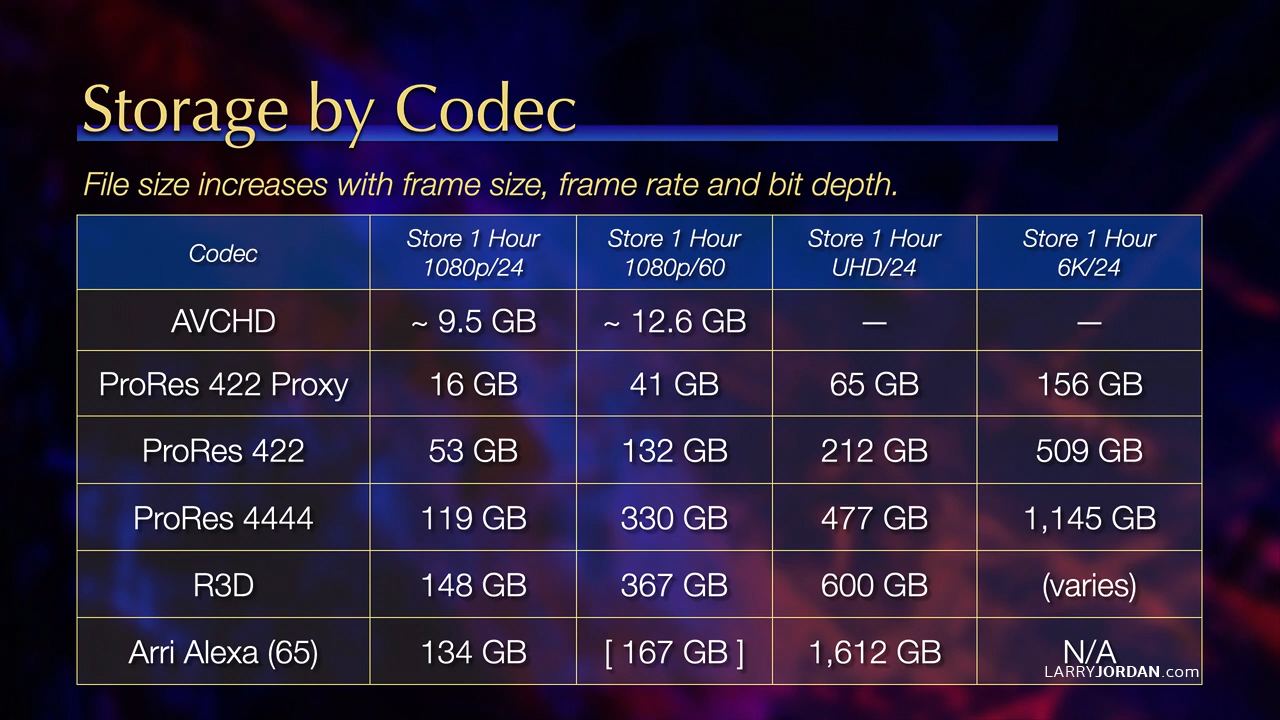 Storage by Codec
File size increases with frame size, frame rate and bit depth.
Codec
Store 1 Hour
1080p/24
Store 1 Hour
1080p/60
Store 1 Hour
UHD/24
Store 1 Hour
6K/24
AVCHD
~ 9.5 GB
~ 12.6 GB
—
—
ProRes 422 Proxy
16 GB
41 GB
65 GB
156 GB
ProRes 422
53 GB
132 GB
212 GB
509 GB
ProRes 4444
119 GB
330 GB
477 GB
1,145 GB
R3D
148 GB
367 GB
600 GB
(varies)
Arri Alexa (65)
134 GB
[ 167 GB ]
1,612 GB
N/A
LARRYJORDAN.com